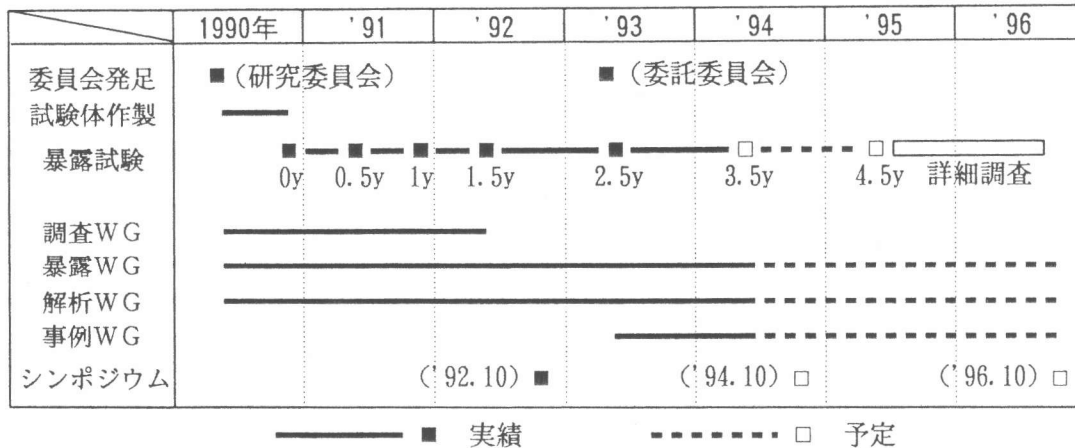 1990年 '91 '92 '93 '94 '95 '96
委員会発足 ■(研究委員会) ■(委託委員会)
試験体作製
暴露試験
0y 0.5y 1y 1.5y 2.5y 3.5y 4.5y 詳細調査
調査WG
暴露WG
解析WG
事例WG
シンポジウム ('92.10)■ ('94.10)□ ('96.10)□
■ 実績 □ 予定